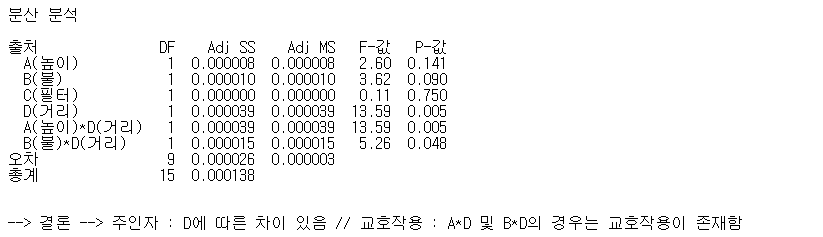 분산 분석
출처 DF Adj SS Adj MS F-값 P-값
A(높이) 1 0.000008 0.000008 2.60 0.141
B(불) 1 0.000010 0.000010 3.62 0.090
C(필터) 1 0.000000 0.000000 0.11 0.750
D(거리) 1 0.000039 0.000039 13.59 0.005
A(높이)*D(거리) 1 0.000039 0.000039 13.59 0.005
B(불)*D(거리) 1 0.000015 0.000015 5.26 0.048
오차 9 0.000026 0.000003
총계 15 0.000138
--> 결론 --> 주인자 : D에 따른 차이 있음 // 교호작용 : A*D 및 B*D의 경우는 교호작용이 존재함